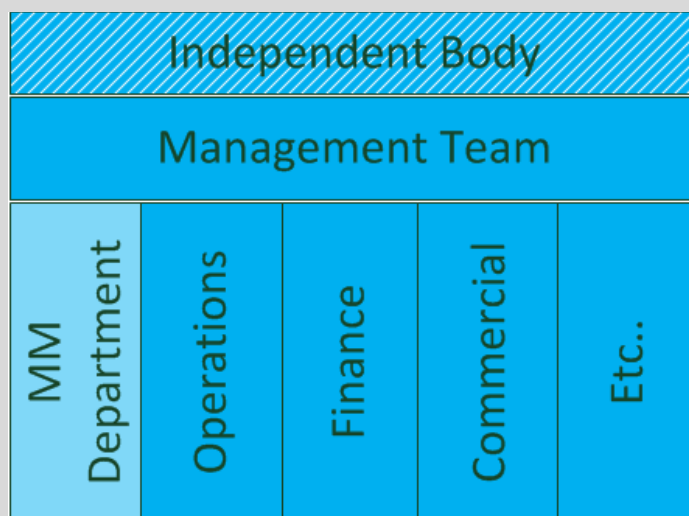 Independent Body
Management Team
MM
Department
Operations
Finance
Commercial
Etc..